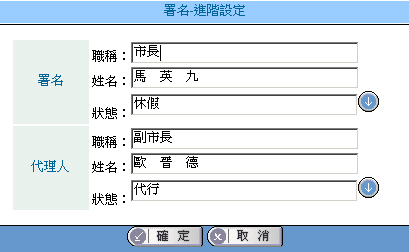 署名-進階設定
署名
職稱：市長
姓名：馬　英　九
狀態：休假
代理人
職稱：副市長
姓名：歐　晉　德
狀態：代行
確 定　取 消